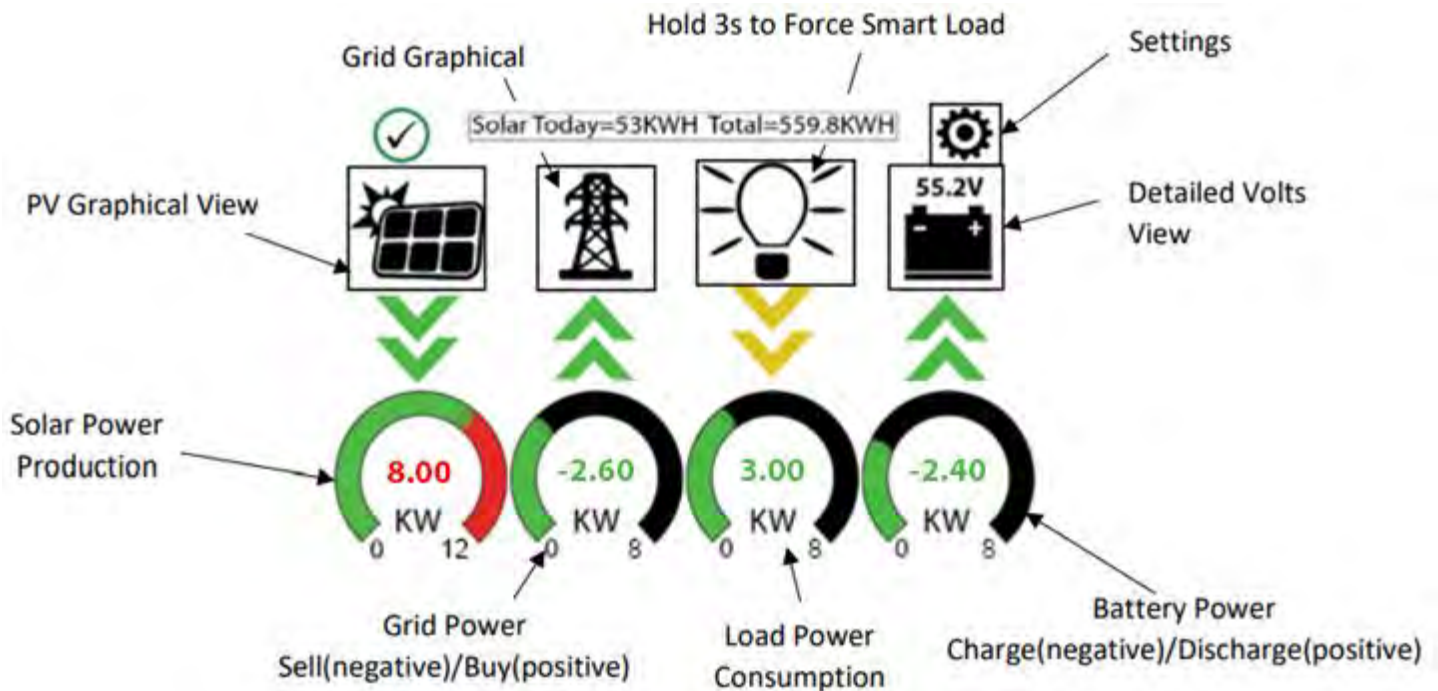 Hold 3s to Force Smart Load
Settings
Grid Graphical
Solar Today=53KWH Total=559.8KWH
PV Graphical View
55.2V
- +
Detailed Volts
View
Solar Power
Production
8.00
KW
0 12
-2.60
KW
0 8
3.00
KW
0 8
-2.40
KW
0 8
Grid Power
Sell(negative)/Buy(positive)
Load Power
Consumption
Battery Power
Charge(negative)/Discharge(positive)